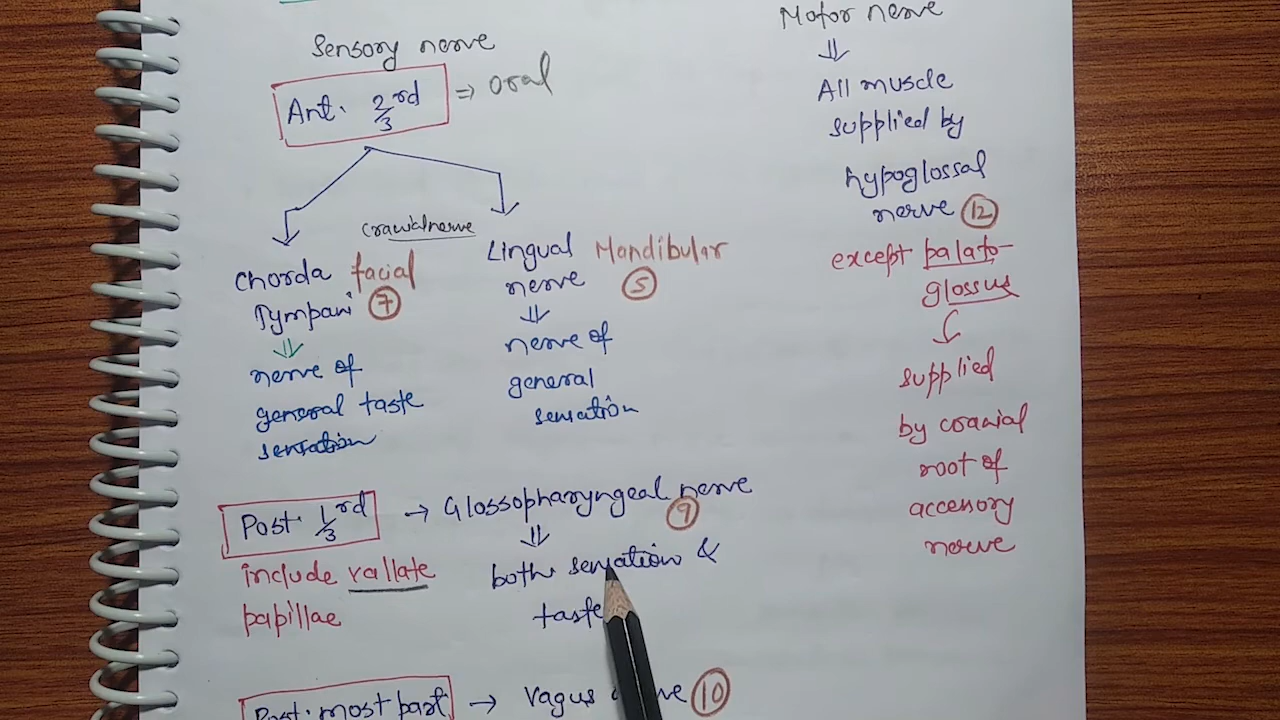 Sensory nerve
Ant. 2/3 rd => oral
cranial nerve
Chorda facial
Tympani 7
nerve of
general taste
sensation
Lingual Mandibular
nerve 5
nerve of
general
sensation
Post. 1/3 rd → Glossopharyngeal nerve
9
include vallate
papillae
both sensation &
taste
Post. most part → vagus 10
Motor nerve
All muscle
supplied by
hypoglossal
nerve 12
except palato-
glossus
supplied
by cranial
root of
accessory
nerve